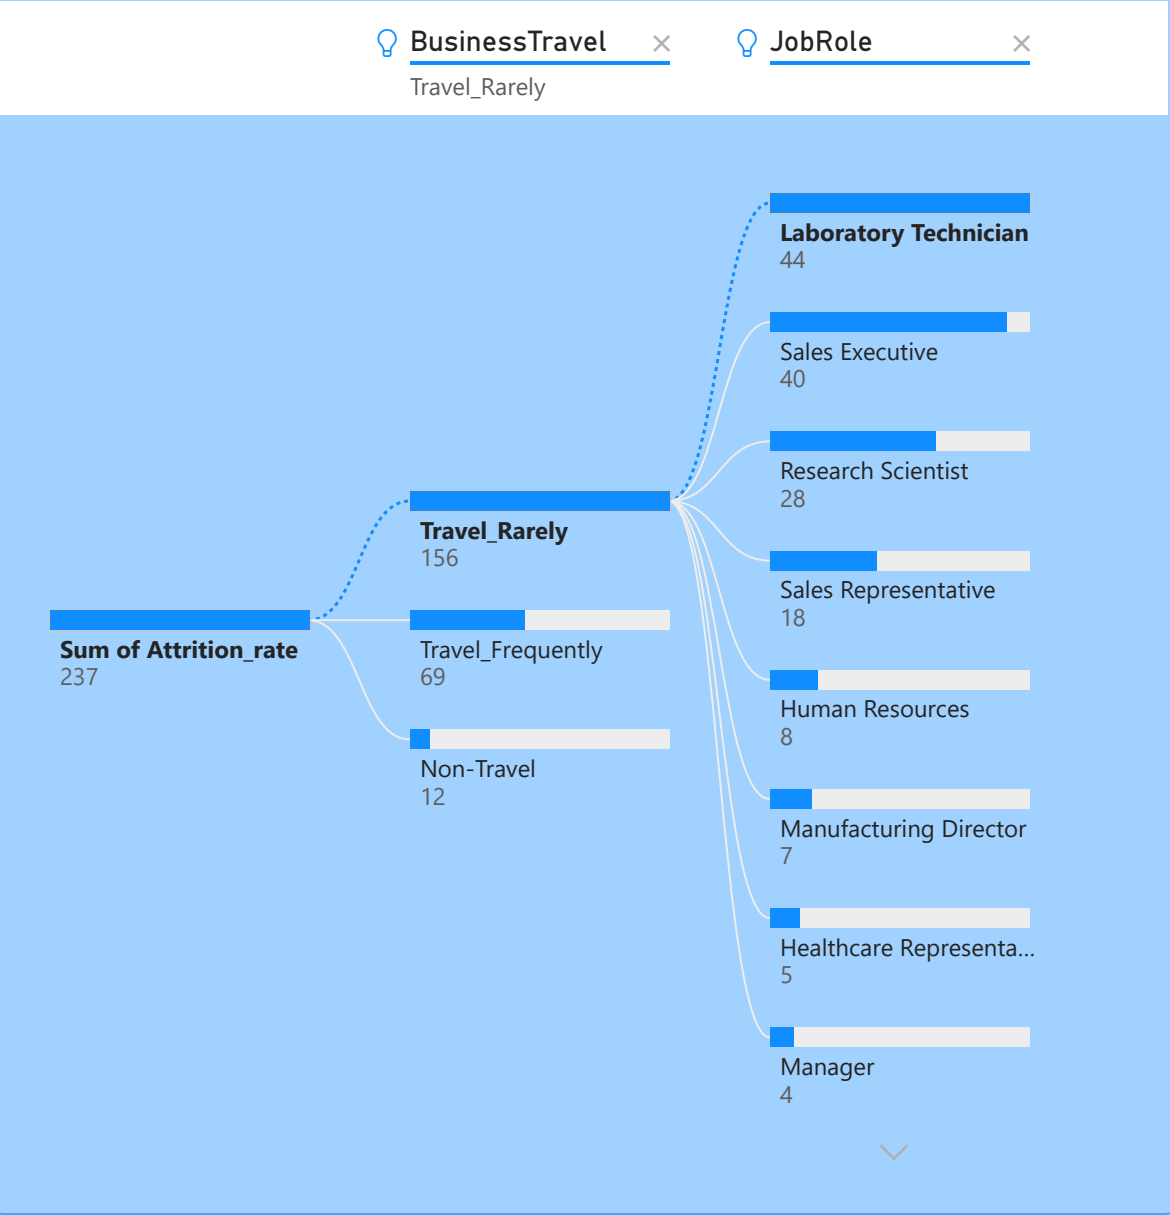 BusinessTravel
JobRole
Travel_Rarely
Laboratory Technician
44
Sales Executive
40
Research Scientist
28
Travel_Rarely
156
Sales Representative
18
Sum of Attrition_rate
237
Travel_Frequently
69
Human Resources
8
Non-Travel
12
Manufacturing Director
7
Healthcare Representa...
5
Manager
4